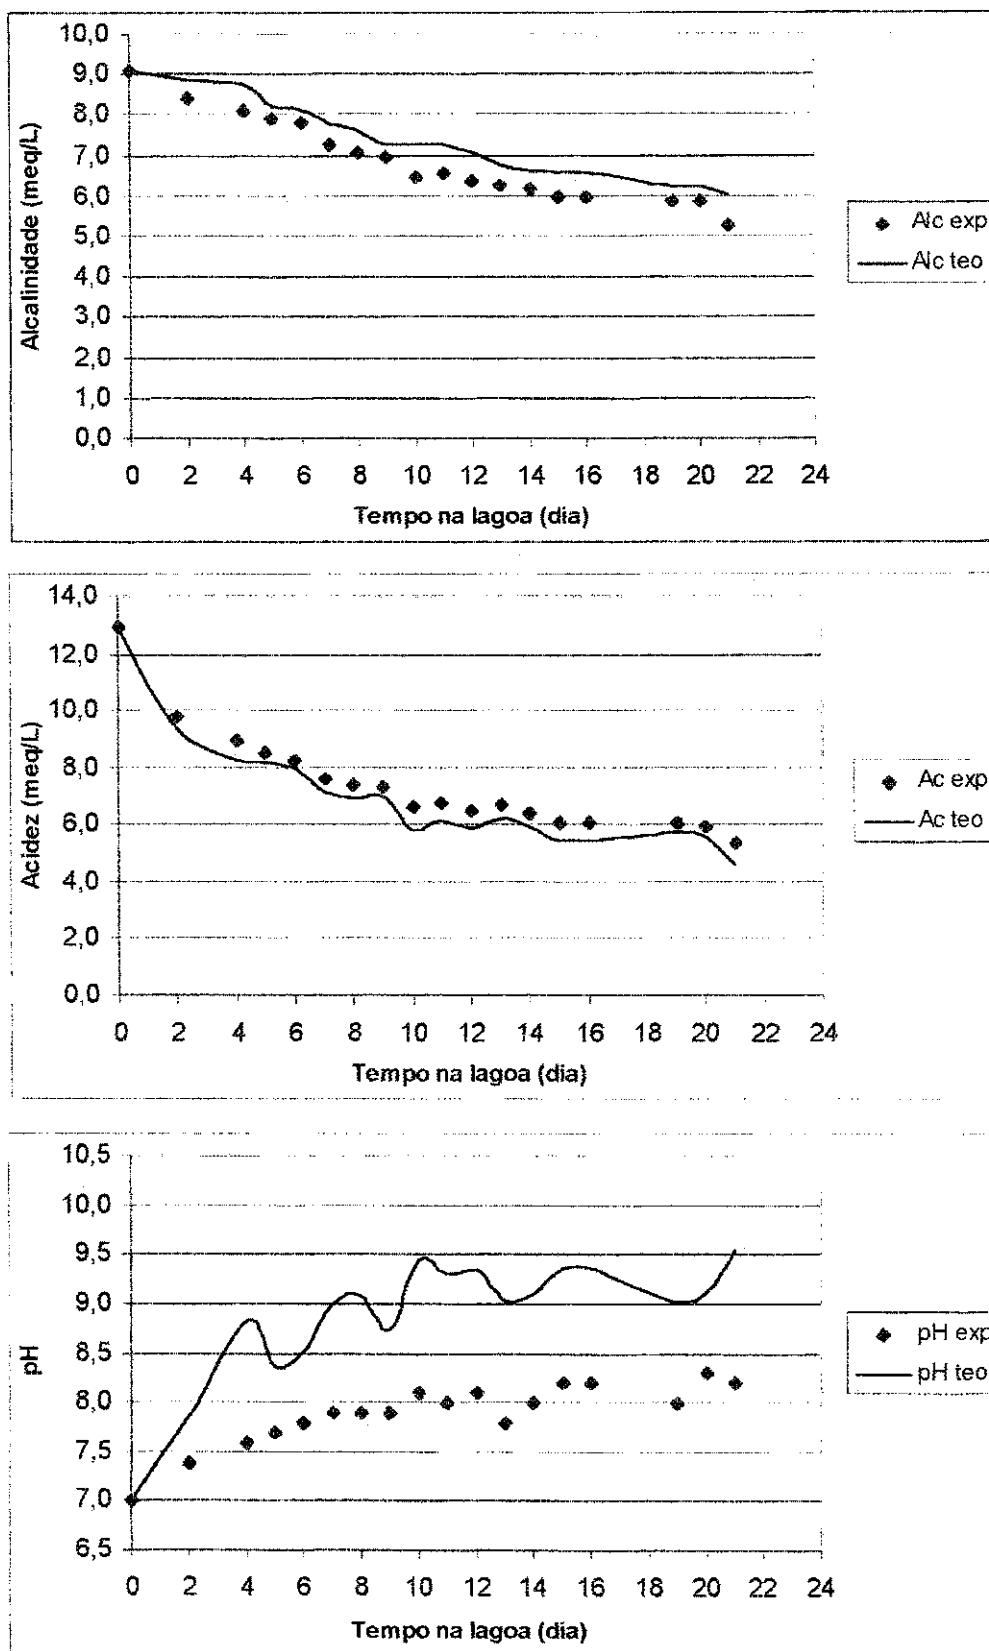 10,0
9,0
8,0
7,0
6,0
5,0
4,0
3,0
2,0
1,0
0,0
Alcalinidade (meq/L)
0 2 4 6 8 10 12 14 16 18 20 22 24
Tempo na lagoa (dia)
Alc exp
Alc teo
14,0
12,0
10,0
8,0
6,0
4,0
2,0
0,0
Acidez (meq/L)
0 2 4 6 8 10 12 14 16 18 20 22 24
Tempo na lagoa (dia)
Ac exp
Ac teo
10,5
10,0
9,5
9,0
8,5
8,0
7,5
7,0
6,5
pH
0 2 4 6 8 10 12 14 16 18 20 22 24
Tempo na lagoa (dia)
pH exp
pH teo